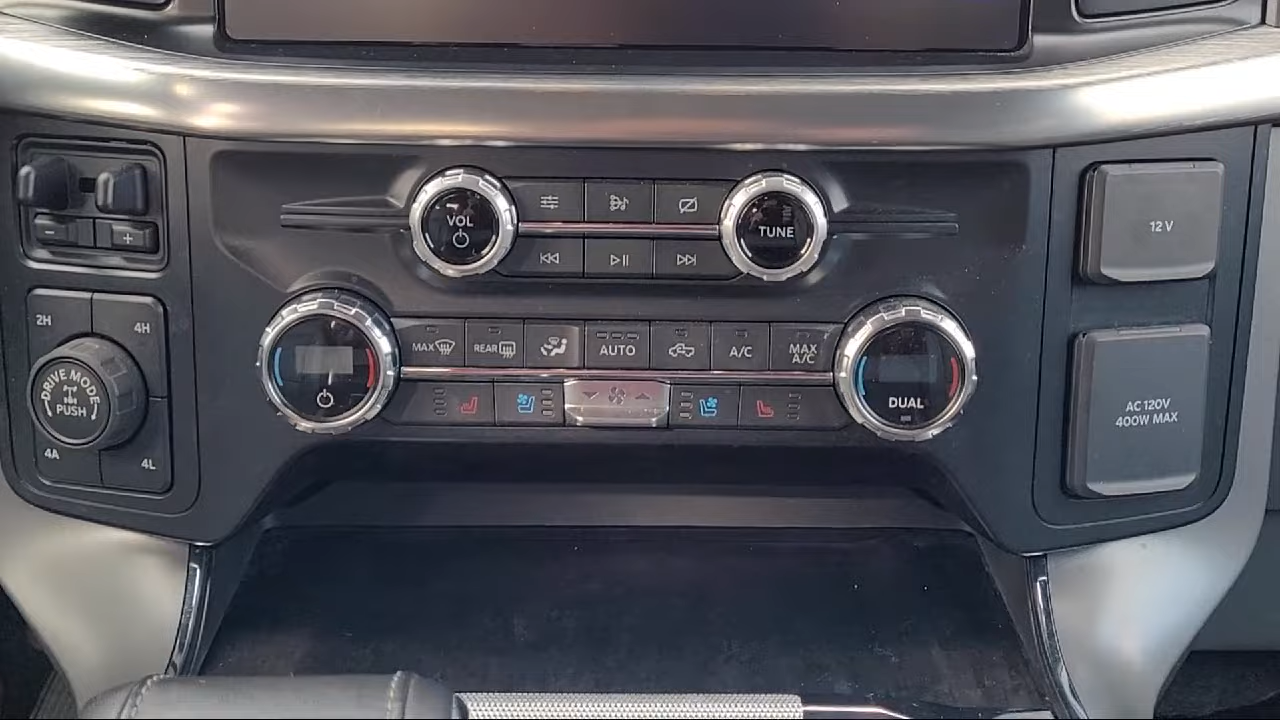 VOL
TUNE
12 V
2H
4H
DRIVE MODE
PUSH
4A
4L
MAX
REAR
AUTO
A/C
MAX
A/C
DUAL
AC 120V
400W MAX